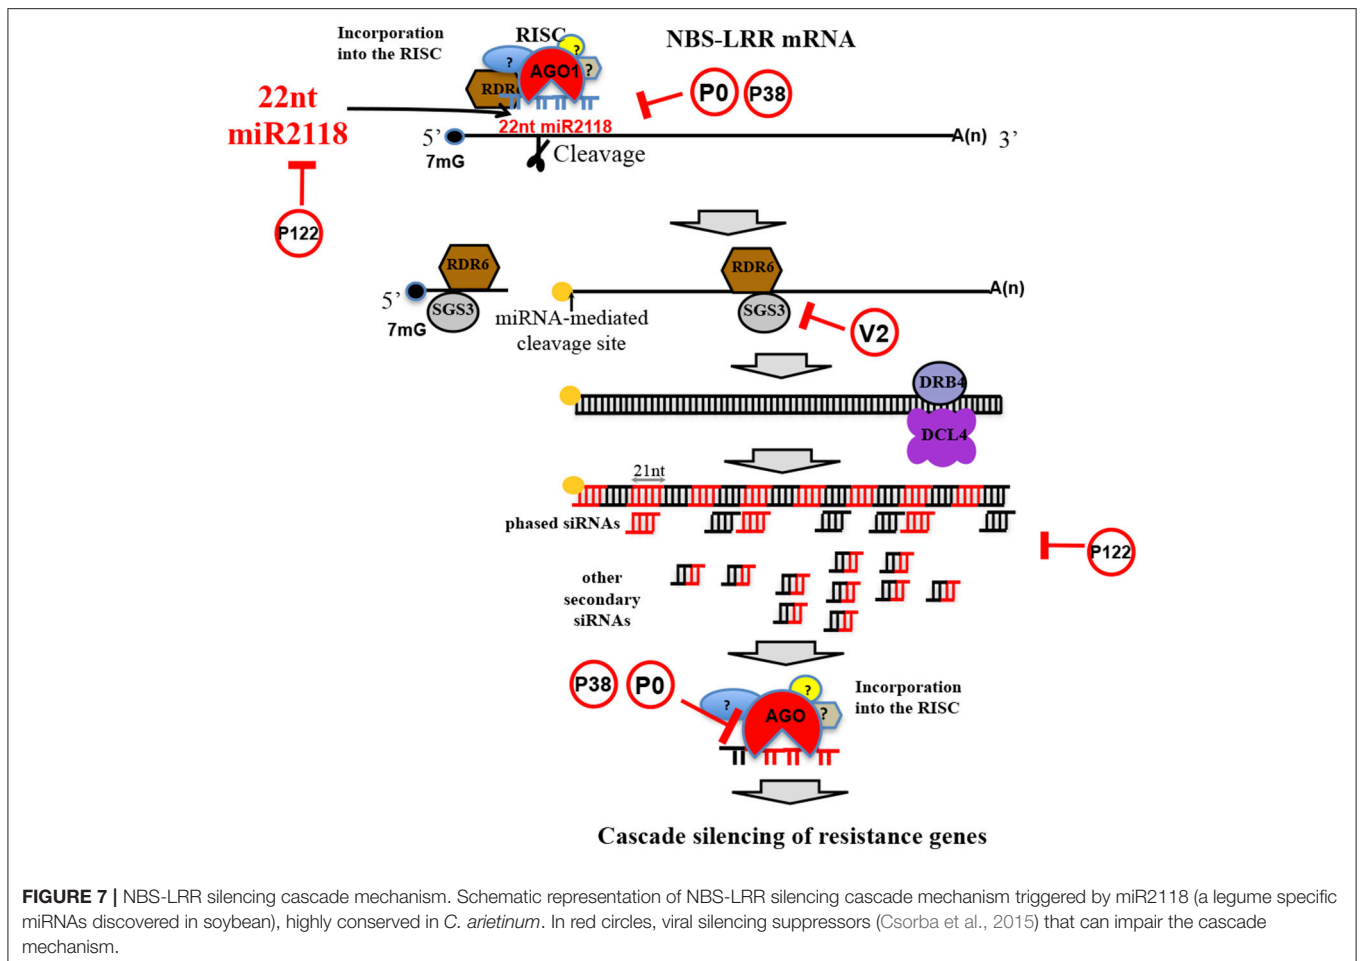 Incorporation
into the RISC
RISC
NBS-LRR mRNA
?
?
?
AGO1
RDR6
P0
P38
22nt
miR2118
22nt miR2118
5’
7mG
A(n)
3’
Cleavage
P122
RDR6
RDR6
5’
SGS3
7mG
miRNA-mediated
cleavage site
SGS3
A(n)
V2
DRB4
DCL4
21nt
phased siRNAs
P122
other
secondary
siRNAs
P38
P0
?
?
?
AGO
Incorporation
into the RISC
Cascade silencing of resistance genes
FIGURE 7 | NBS-LRR silencing cascade mechanism. Schematic representation of NBS-LRR silencing cascade mechanism triggered by miR2118 (a legume specific
miRNAs discovered in soybean), highly conserved in C. arietinum. In red circles, viral silencing suppressors (Csorba et al., 2015) that can impair the cascade
mechanism.